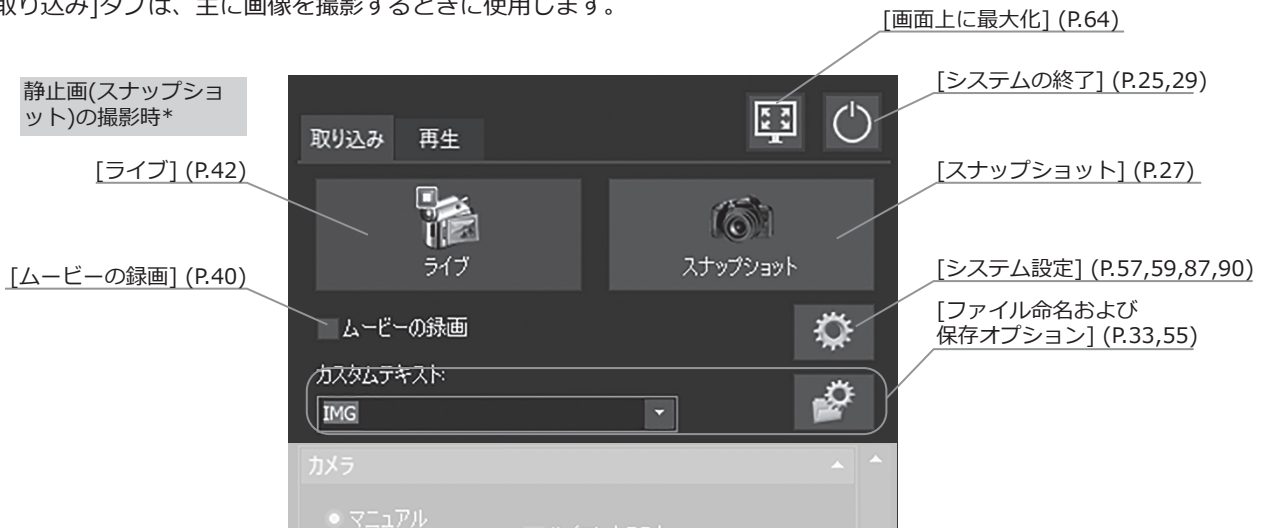 取り込み]タブは、主に画像を撮影するときに使用します。
[画面上に最大化] (P.64)
静止画(スナップショ
ット)の撮影時*
[システムの終了] (P.25,29)
取り込み 再生
[ライブ] (P.42)
[スナップショット] (P.27)
ライブ スナップショット
[ムービーの録画] (P.40)
[システム設定] (P.57,59,87,90)
[ファイル命名および
保存オプション] (P.33,55)
ムービーの録画
カスタムテキスト:
IMG
カメラ
マニュアル